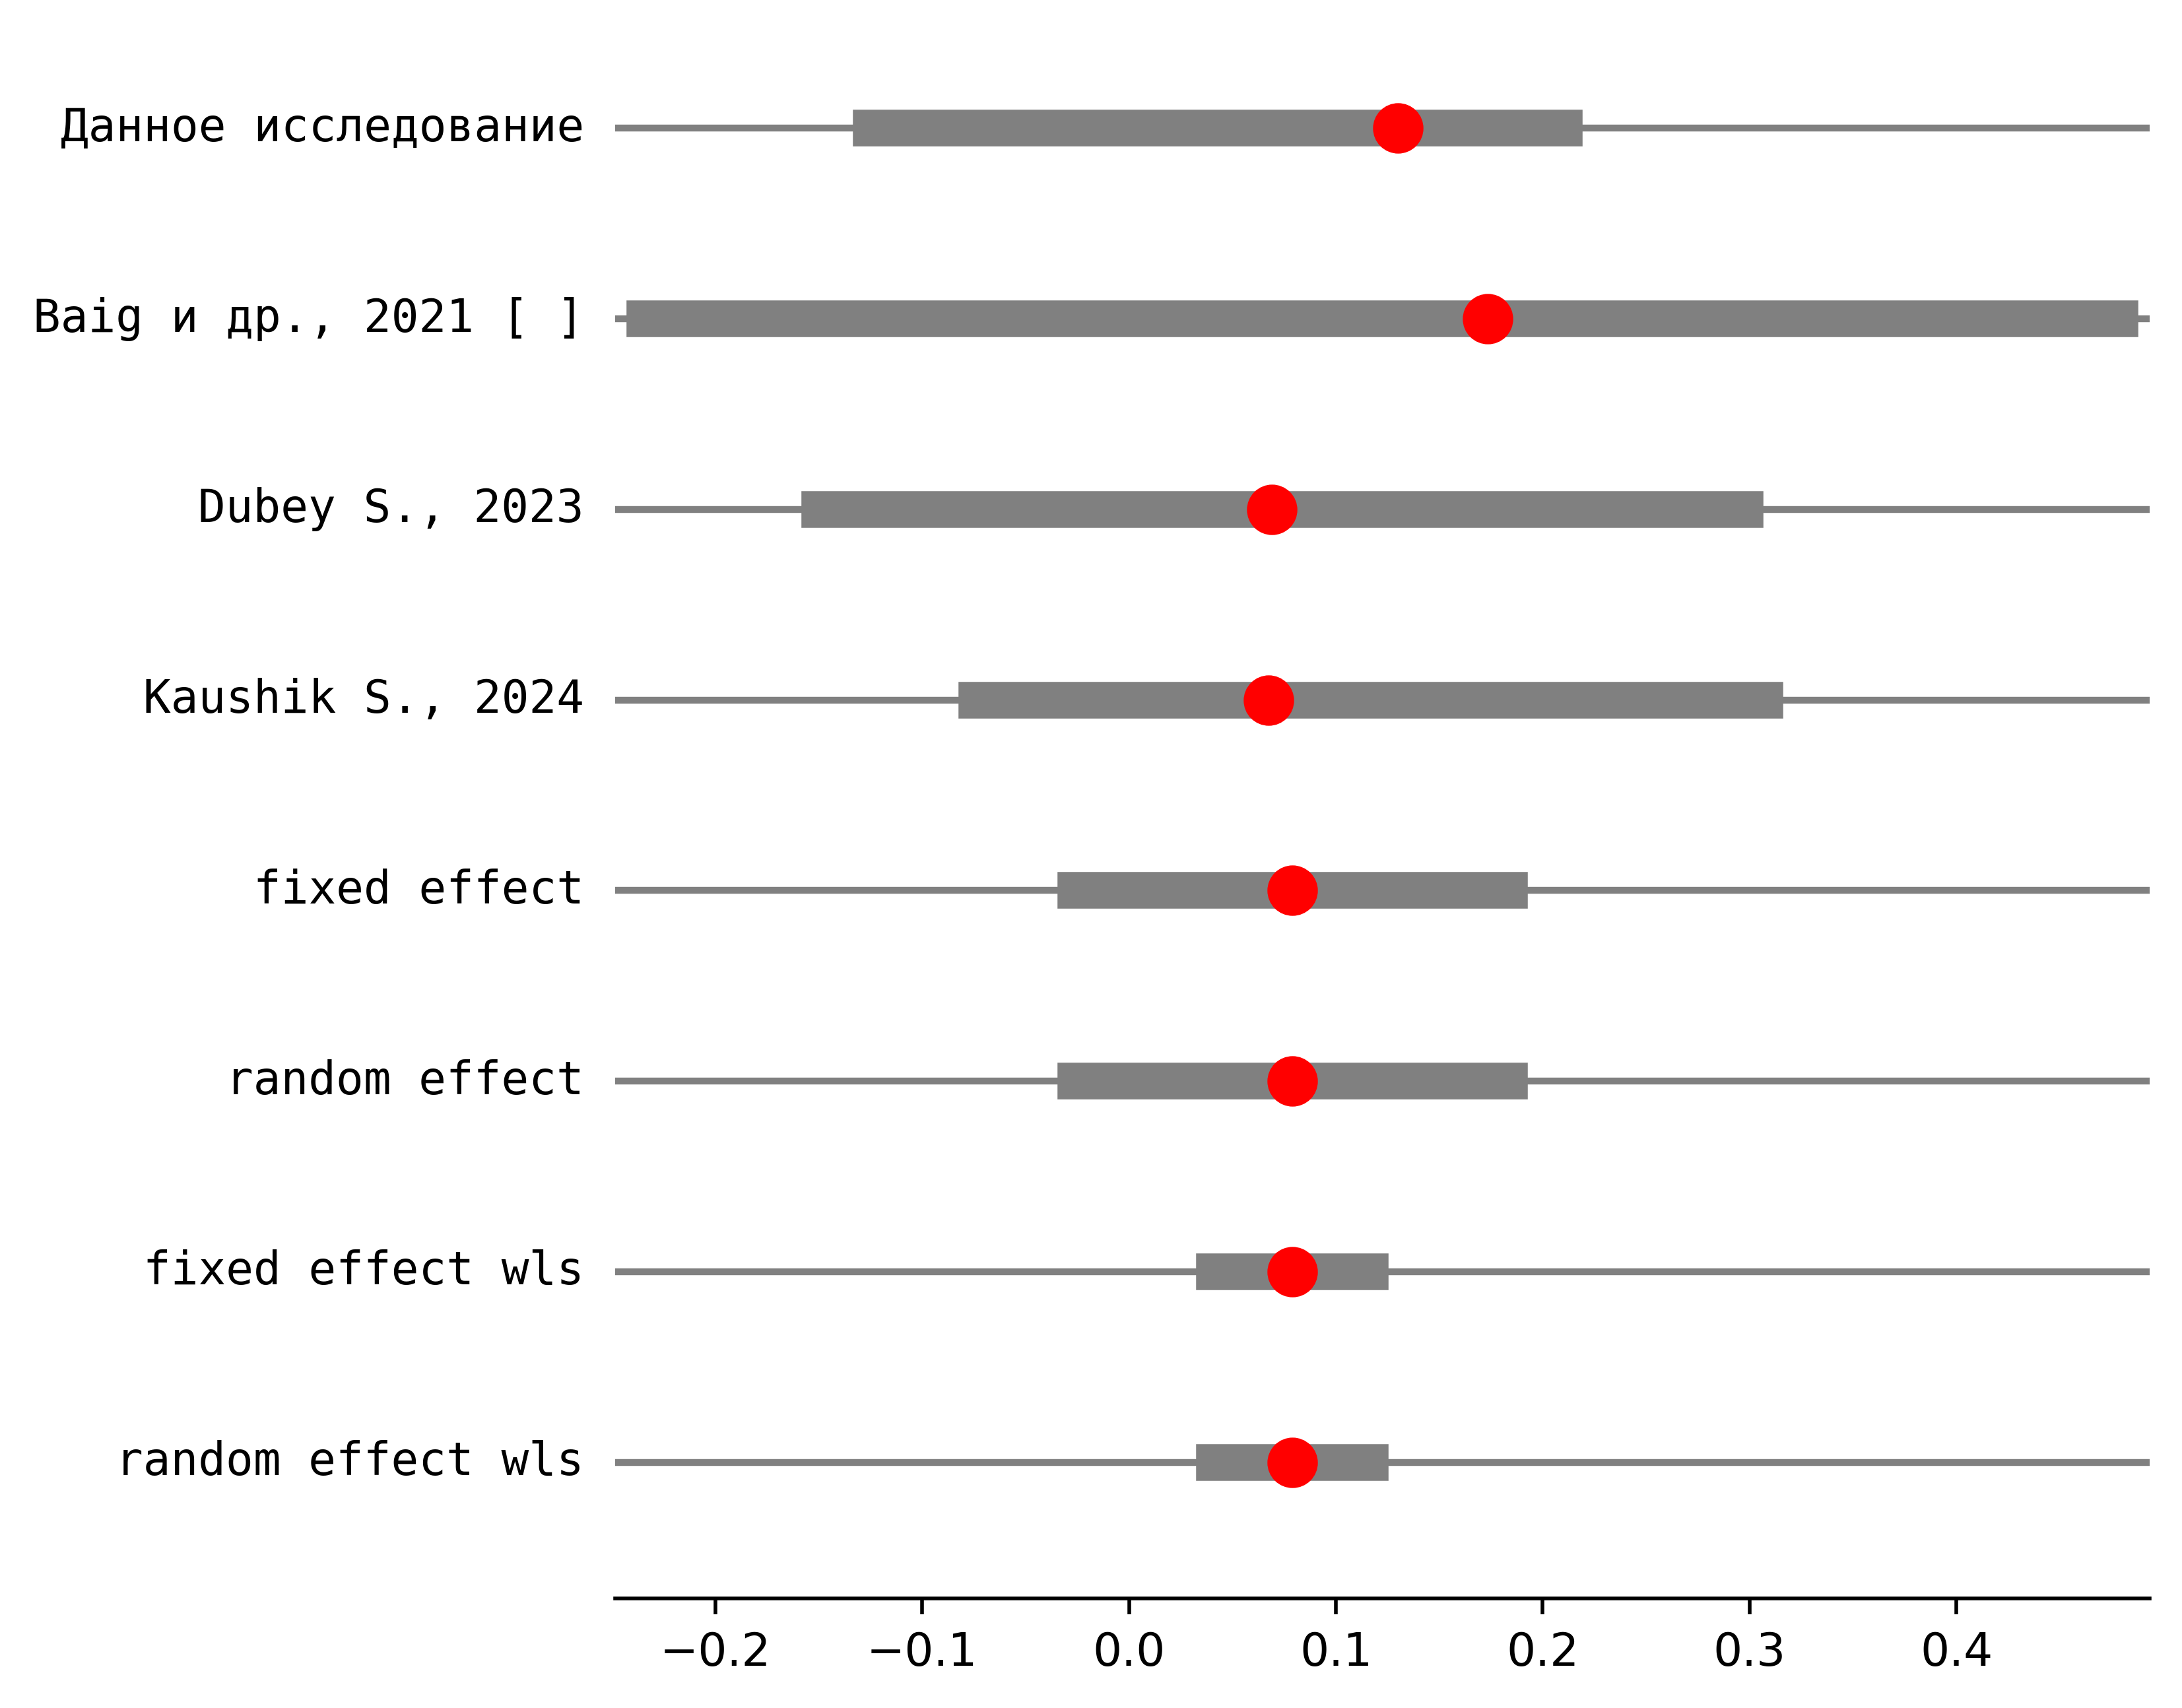 Данное исследование
Baig и др., 2021 [ ]
Dubey S., 2023
Kaushik S., 2024
fixed effect
random effect
fixed effect wls
random effect wls
−0.2 −0.1 0.0 0.1 0.2 0.3 0.4